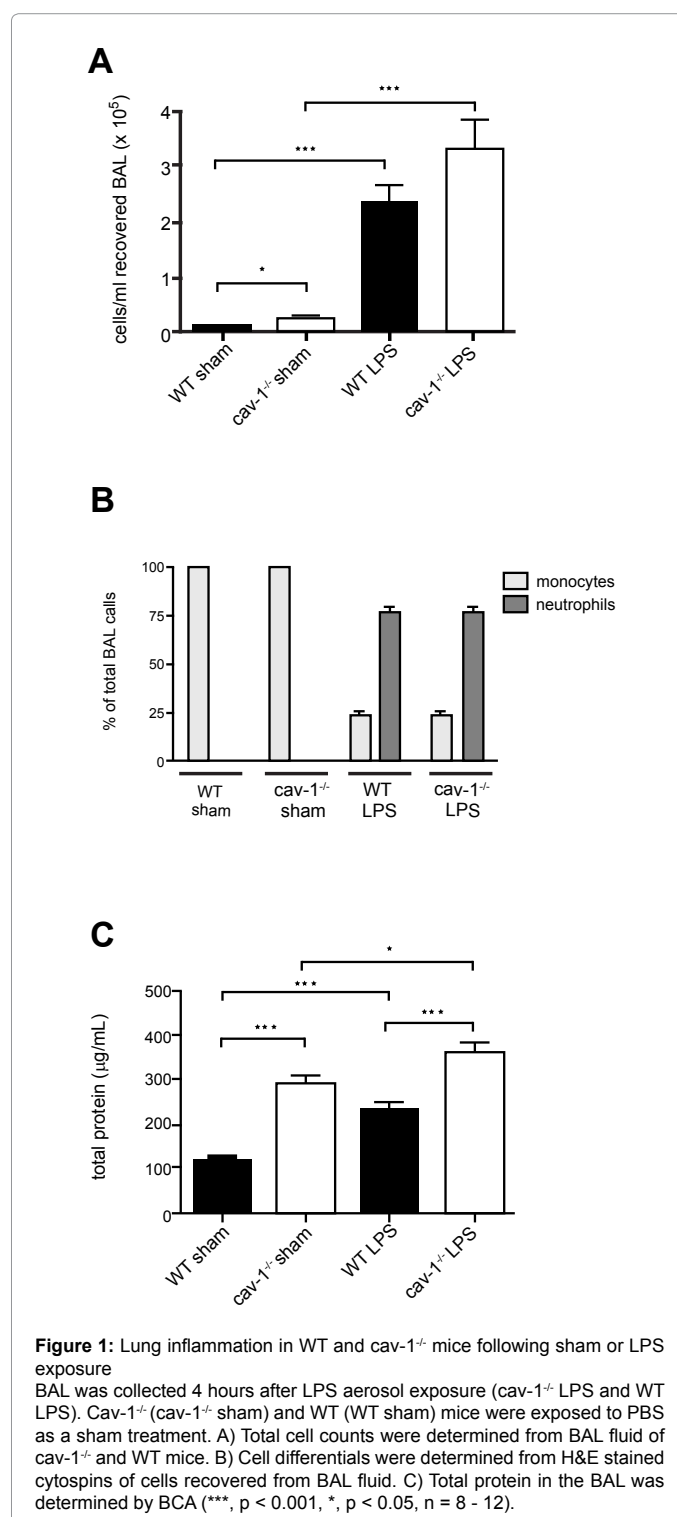 A
cells/ml recovered BAL (x 10⁵)
4
3
2
1
0
***
***
*
WT sham
cav-1⁻/⁻ sham
WT LPS
cav-1⁻/⁻ LPS
B
% of total BAL calls
100
75
50
25
0
monocytes
neutrophils
WT
sham
cav-1⁻/⁻
sham
WT
LPS
cav-1⁻/⁻
LPS
C
total protein (µg/mL)
500
400
300
200
100
0
*
***
***
***
WT sham
cav-1⁻/⁻ sham
WT LPS
cav-1⁻/⁻ LPS
Figure 1: Lung inflammation in WT and cav-1⁻/⁻ mice following sham or LPS
exposure
BAL was collected 4 hours after LPS aerosol exposure (cav-1⁻/⁻ LPS and WT
LPS). Cav-1⁻/⁻ (cav-1⁻/⁻ sham) and WT (WT sham) mice were exposed to PBS
as a sham treatment. A) Total cell counts were determined from BAL fluid of
cav-1⁻/⁻ and WT mice. B) Cell differentials were determined from H&E stained
cytospins of cells recovered from BAL fluid. C) Total protein in the BAL was
determined by BCA (***, p < 0.001, *, p < 0.05, n = 8 - 12).